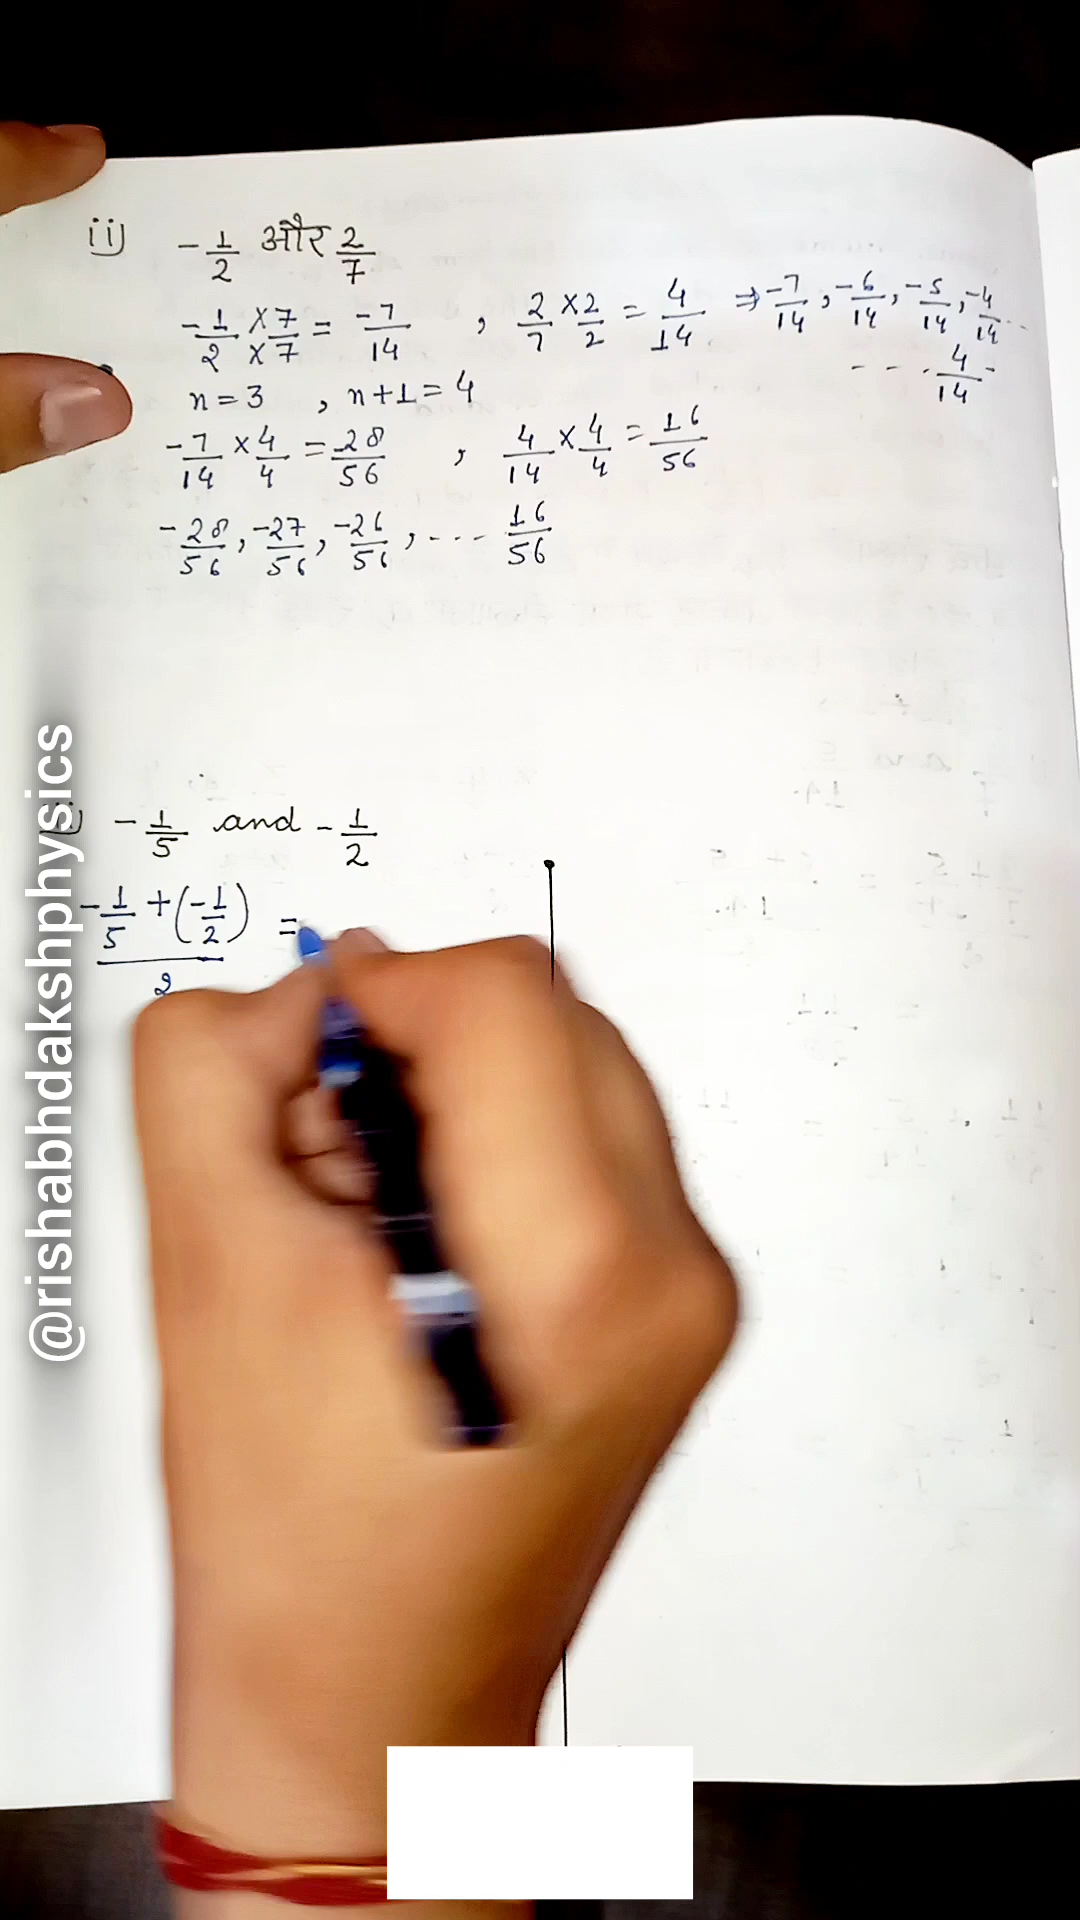 ii) -1/2 और 2/7
-1/2 ×7/×7 = -7/14 , 2/7 ×2/2 = 4/14 ⇒ -7/14, -6/14, -5/14, -4/14 ...
- - - . 4/14 -
n=3 , n+1=4
-7/14 × 4/4 = -28/56 , 4/14 × 4/4 = 16/56
-28/56, -27/56, -26/56, - --- 16/56
-1/5 and -1/2
-1/5 + (-1/2) =
2
@rishabhdakshphysics